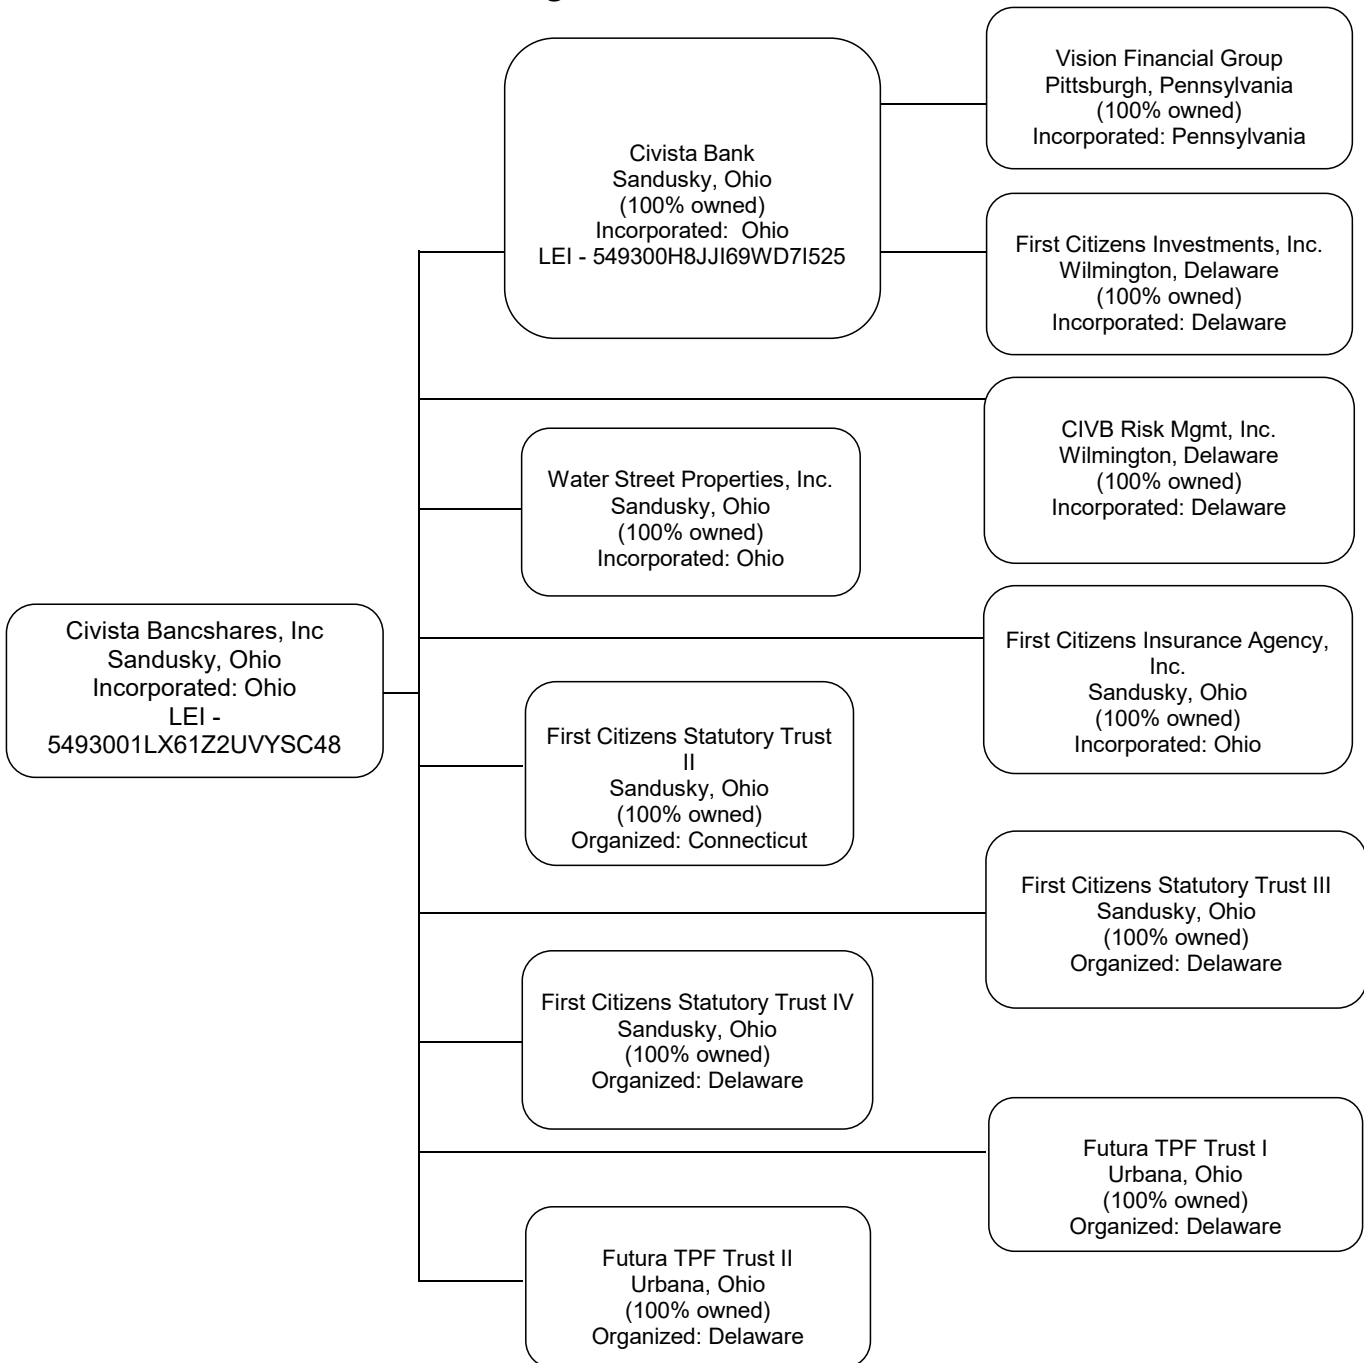 Vision Financial Group
Pittsburgh, Pennsylvania
(100% owned)
Incorporated: Pennsylvania
Civista Bank
Sandusky, Ohio
(100% owned)
Incorporated: Ohio
LEI - 549300H8JJI69WD7I525
First Citizens Investments, Inc.
Wilmington, Delaware
(100% owned)
Incorporated: Delaware
CIVB Risk Mgmt, Inc.
Wilmington, Delaware
(100% owned)
Incorporated: Delaware
Water Street Properties, Inc.
Sandusky, Ohio
(100% owned)
Incorporated: Ohio
Civista Bancshares, Inc
Sandusky, Ohio
Incorporated: Ohio
LEI -
5493001LX61Z2UVYSC48
First Citizens Insurance Agency,
Inc.
Sandusky, Ohio
(100% owned)
Incorporated: Ohio
First Citizens Statutory Trust
II
Sandusky, Ohio
(100% owned)
Organized: Connecticut
First Citizens Statutory Trust III
Sandusky, Ohio
(100% owned)
Organized: Delaware
First Citizens Statutory Trust IV
Sandusky, Ohio
(100% owned)
Organized: Delaware
Futura TPF Trust I
Urbana, Ohio
(100% owned)
Organized: Delaware
Futura TPF Trust II
Urbana, Ohio
(100% owned)
Organized: Delaware